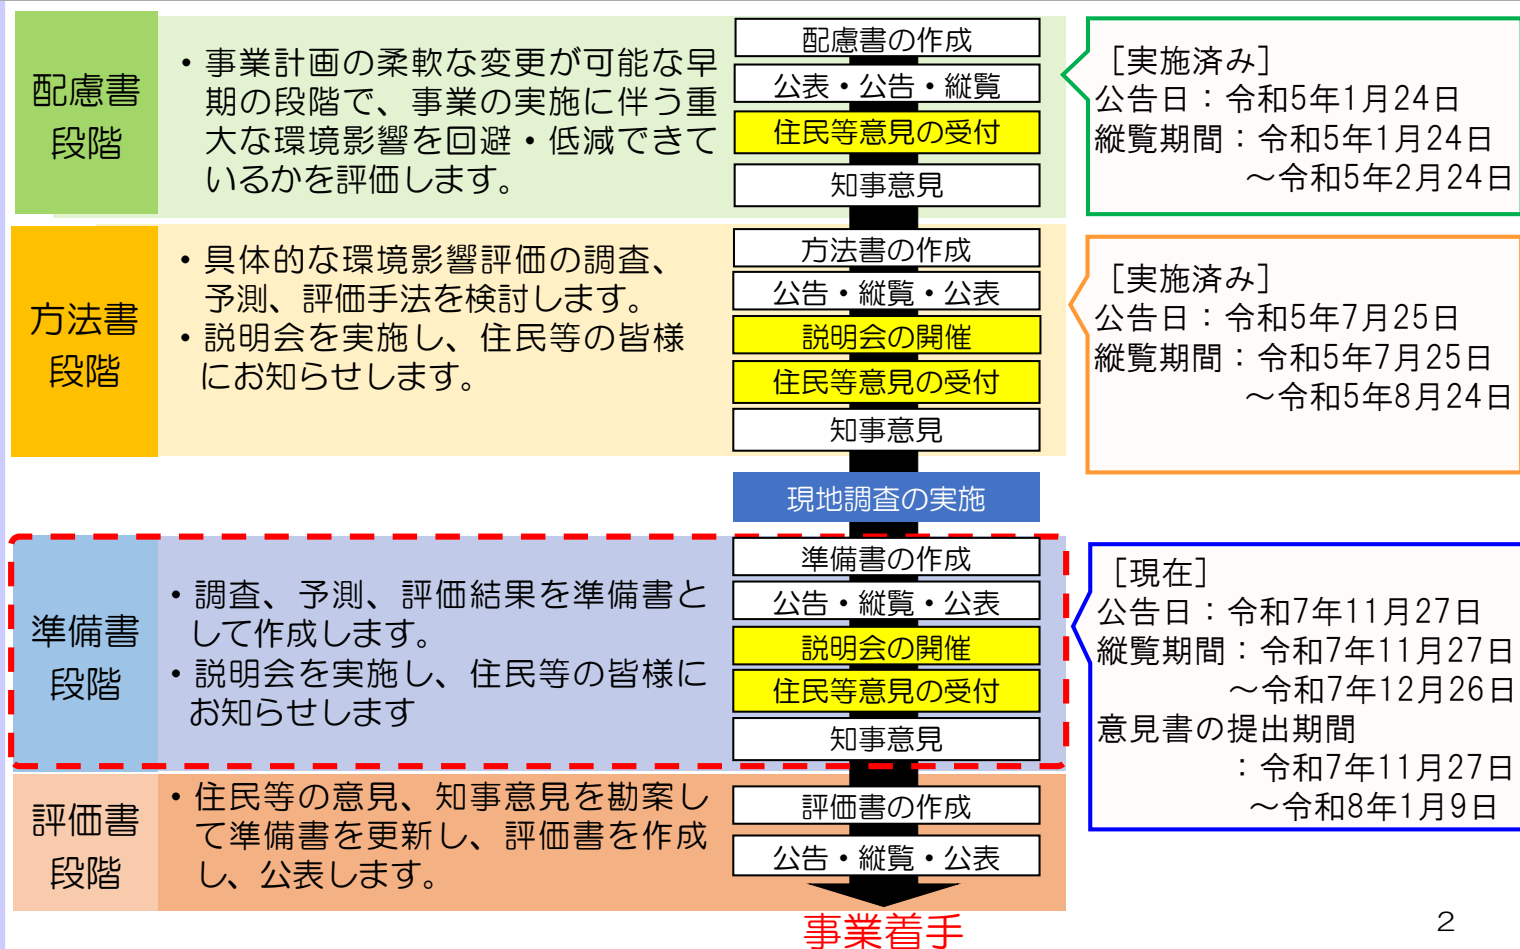 配慮書
段階
・事業計画の柔軟な変更が可能な早
期の段階で、事業の実施に伴う重
大な環境影響を回避・低減できて
いるかを評価します。
配慮書の作成
公表・公告・縦覧
住民等意見の受付
知事意見
［実施済み］
公告日：令和5年1月24日
縦覧期間：令和5年1月24日
～令和5年2月24日
方法書
段階
・具体的な環境影響評価の調査、
予測、評価手法を検討します。
・説明会を実施し、住民等の皆様
にお知らせします。
方法書の作成
公告・縦覧・公表
説明会の開催
住民等意見の受付
知事意見
［実施済み］
公告日：令和5年7月25日
縦覧期間：令和5年7月25日
～令和5年8月24日
現地調査の実施
準備書
段階
・調査、予測、評価結果を準備書と
して作成します。
・説明会を実施し、住民等の皆様に
お知らせします
準備書の作成
公告・縦覧・公表
説明会の開催
住民等意見の受付
知事意見
［現在］
公告日：令和7年11月27日
縦覧期間：令和7年11月27日
～令和7年12月26日
意見書の提出期間
：令和7年11月27日
～令和8年1月9日
評価書
段階
・住民等の意見、知事意見を勘案し
て準備書を更新し、評価書を作成
し、公表します。
評価書の作成
公告・縦覧・公表
事業着手
2